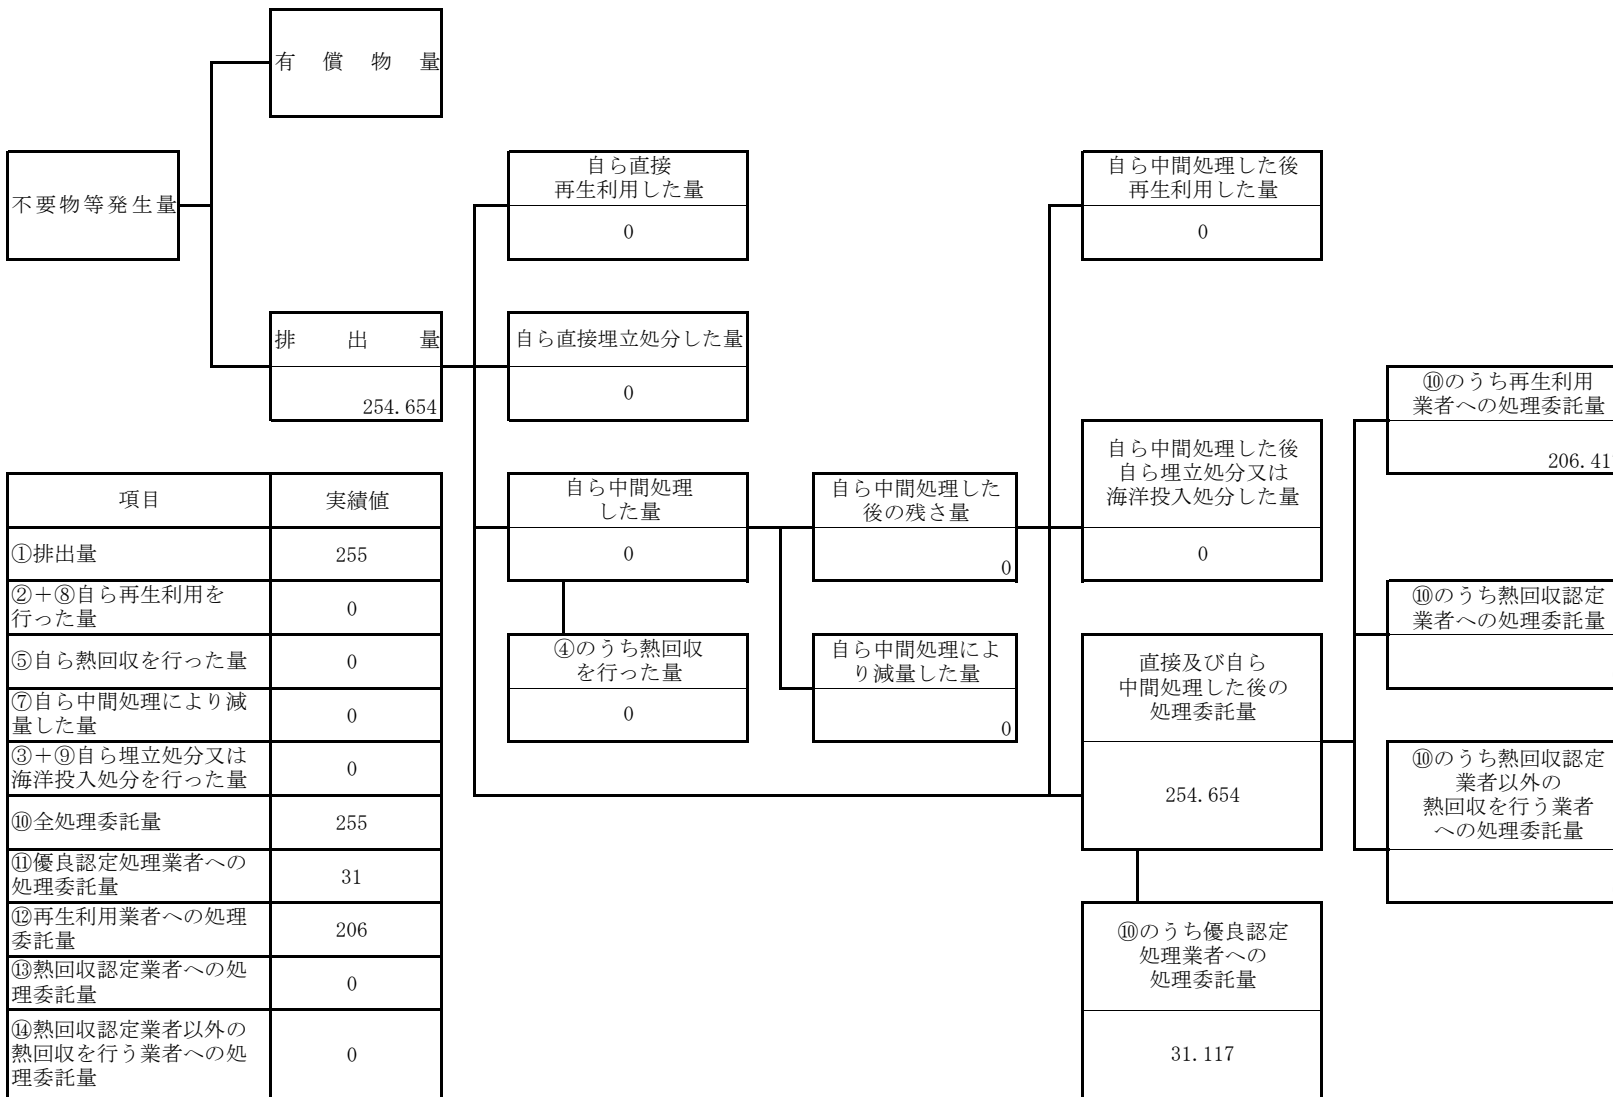 有償物量
不要物等発生量
排出量
254.654
自ら直接
再生利用した量
0
自ら直接埋立処分した量
0
自ら中間処理
した量
0
④のうち熱回収
を行った量
0
自ら中間処理した
後の残さ量
0
自ら中間処理によ
り減量した量
0
自ら中間処理した後
再生利用した量
0
自ら中間処理した後
自ら埋立処分又は
海洋投入処分した量
0
直接及び自ら
中間処理した後の
処理委託量
254.654
⑩のうち優良認定
処理業者への
処理委託量
31.117
⑩のうち再生利用
業者への処理委託量
⑩のうち熱回収認定
業者への処理委託量
⑩のうち熱回収認定
業者以外の
熱回収を行う業者
への処理委託量
項目 実績値
①排出量 255
②+⑧自ら再生利用を
行った量 0
⑤自ら熱回収を行った量 0
⑦自ら中間処理により減
量した量 0
③+⑨自ら埋立処分又は
海洋投入処分を行った量 0
⑩全処理委託量 255
⑪優良認定処理業者への
処理委託量 31
⑫再生利用業者への処理
委託量 206
⑬熱回収認定業者への処
理委託量 0
⑭熱回収認定業者以外の
熱回収を行う業者への処
理委託量 0